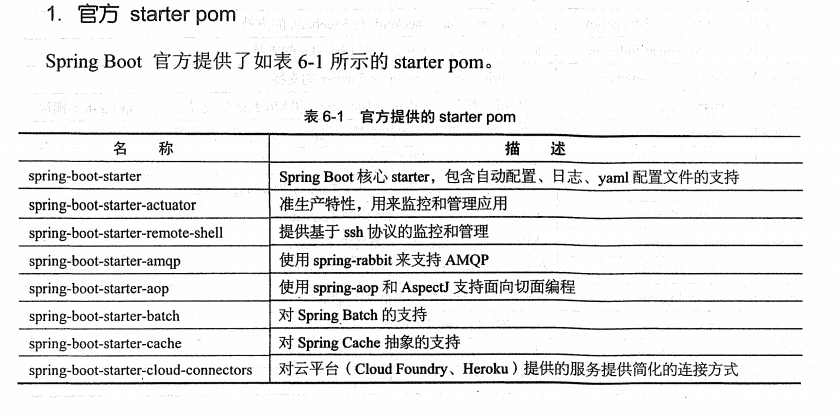 1. 官方 starter pom
Spring Boot 官方提供了如表 6-1 所示的 starter pom。
表 6-1 官方提供的 starter pom
名 称 描 述
spring-boot-starter Spring Boot 核心 starter，包含自动配置、日志、yaml 配置文件的支持
spring-boot-starter-actuator 准生产特性，用来监控和管理应用
spring-boot-starter-remote-shell 提供基于 ssh 协议的监控和管理
spring-boot-starter-amqp 使用 spring-rabbit 来支持 AMQP
spring-boot-starter-aop 使用 spring-aop 和 AspectJ 支持面向切面编程
spring-boot-starter-batch 对 Spring Batch 的支持
spring-boot-starter-cache 对 Spring Cache 抽象的支持
spring-boot-starter-cloud-connectors 对云平台（Cloud Foundry、Heroku）提供的服务提供简化的连接方式